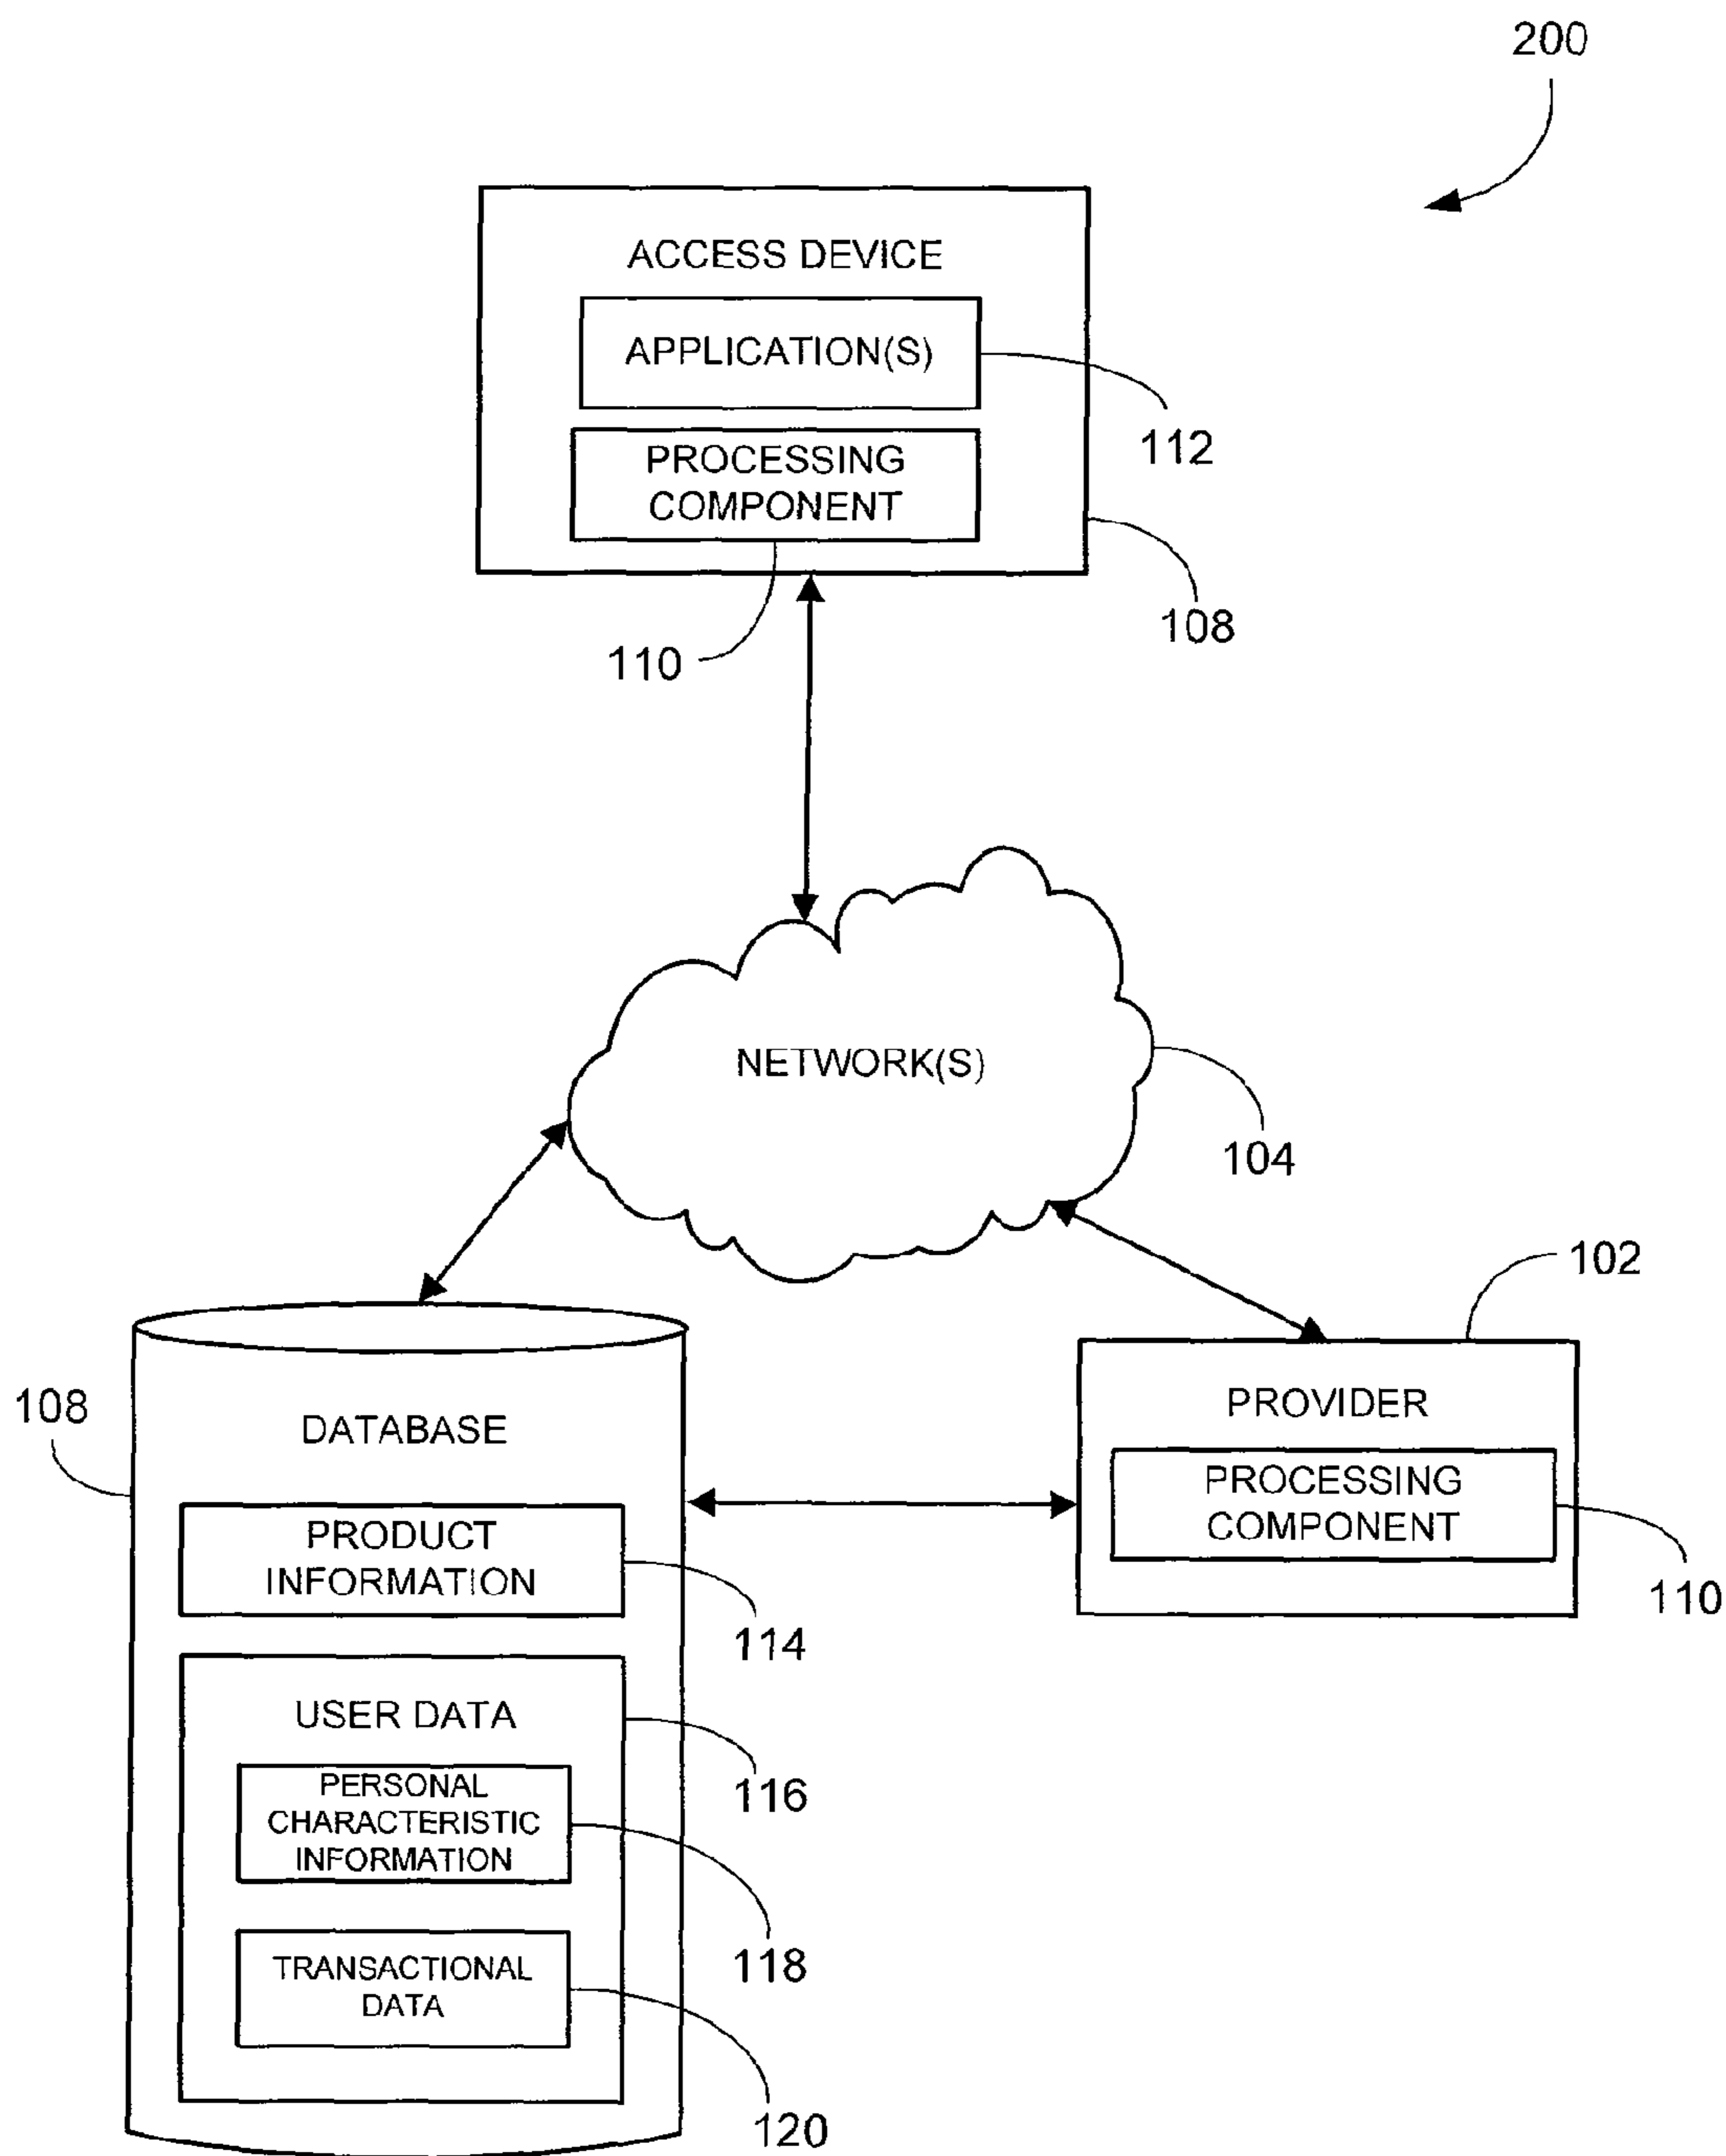 200
ACCESS DEVICE
APPLICATION(S)
112
PROCESSING
COMPONENT
108
110
NETWORK(S)
104
102
108
DATABASE
PROVIDER
PROCESSING
COMPONENT
110
PRODUCT
INFORMATION
114
USER DATA
116
PERSONAL
CHARACTERISTIC
INFORMATION
118
TRANSACTIONAL
DATA
120